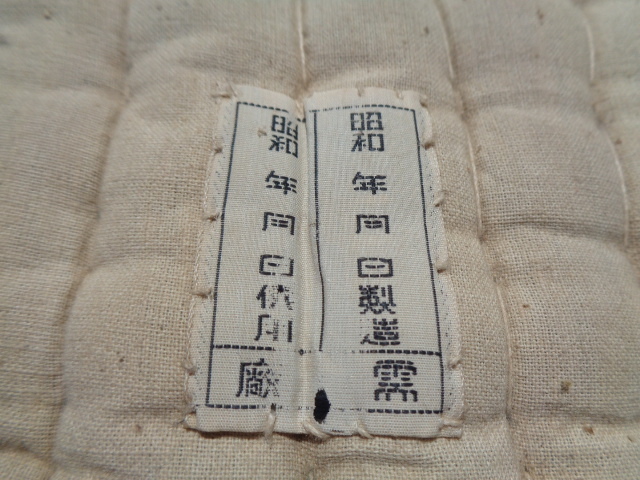 昭和 年 月 日製造
昭和 年 月 日供用
需廠